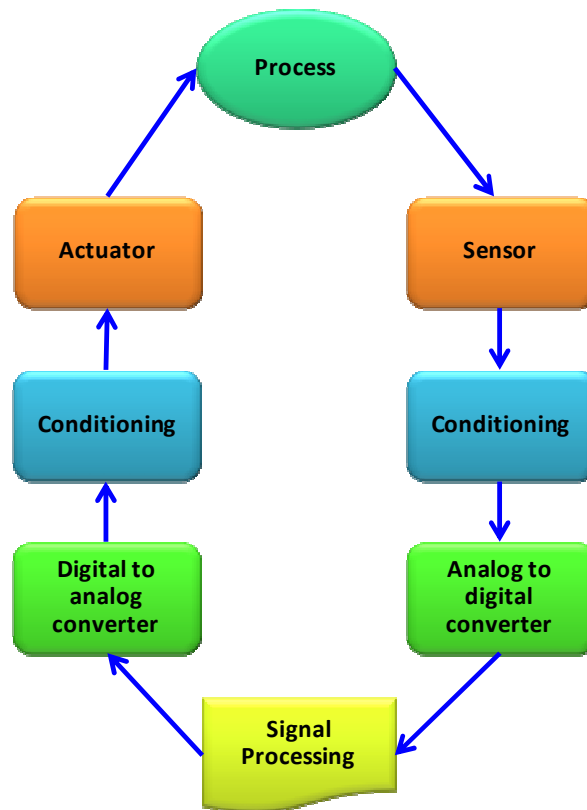 Process
Actuator
Sensor
Conditioning
Conditioning
Digital to
analog
converter
Analog to
digital
converter
Signal
Processing